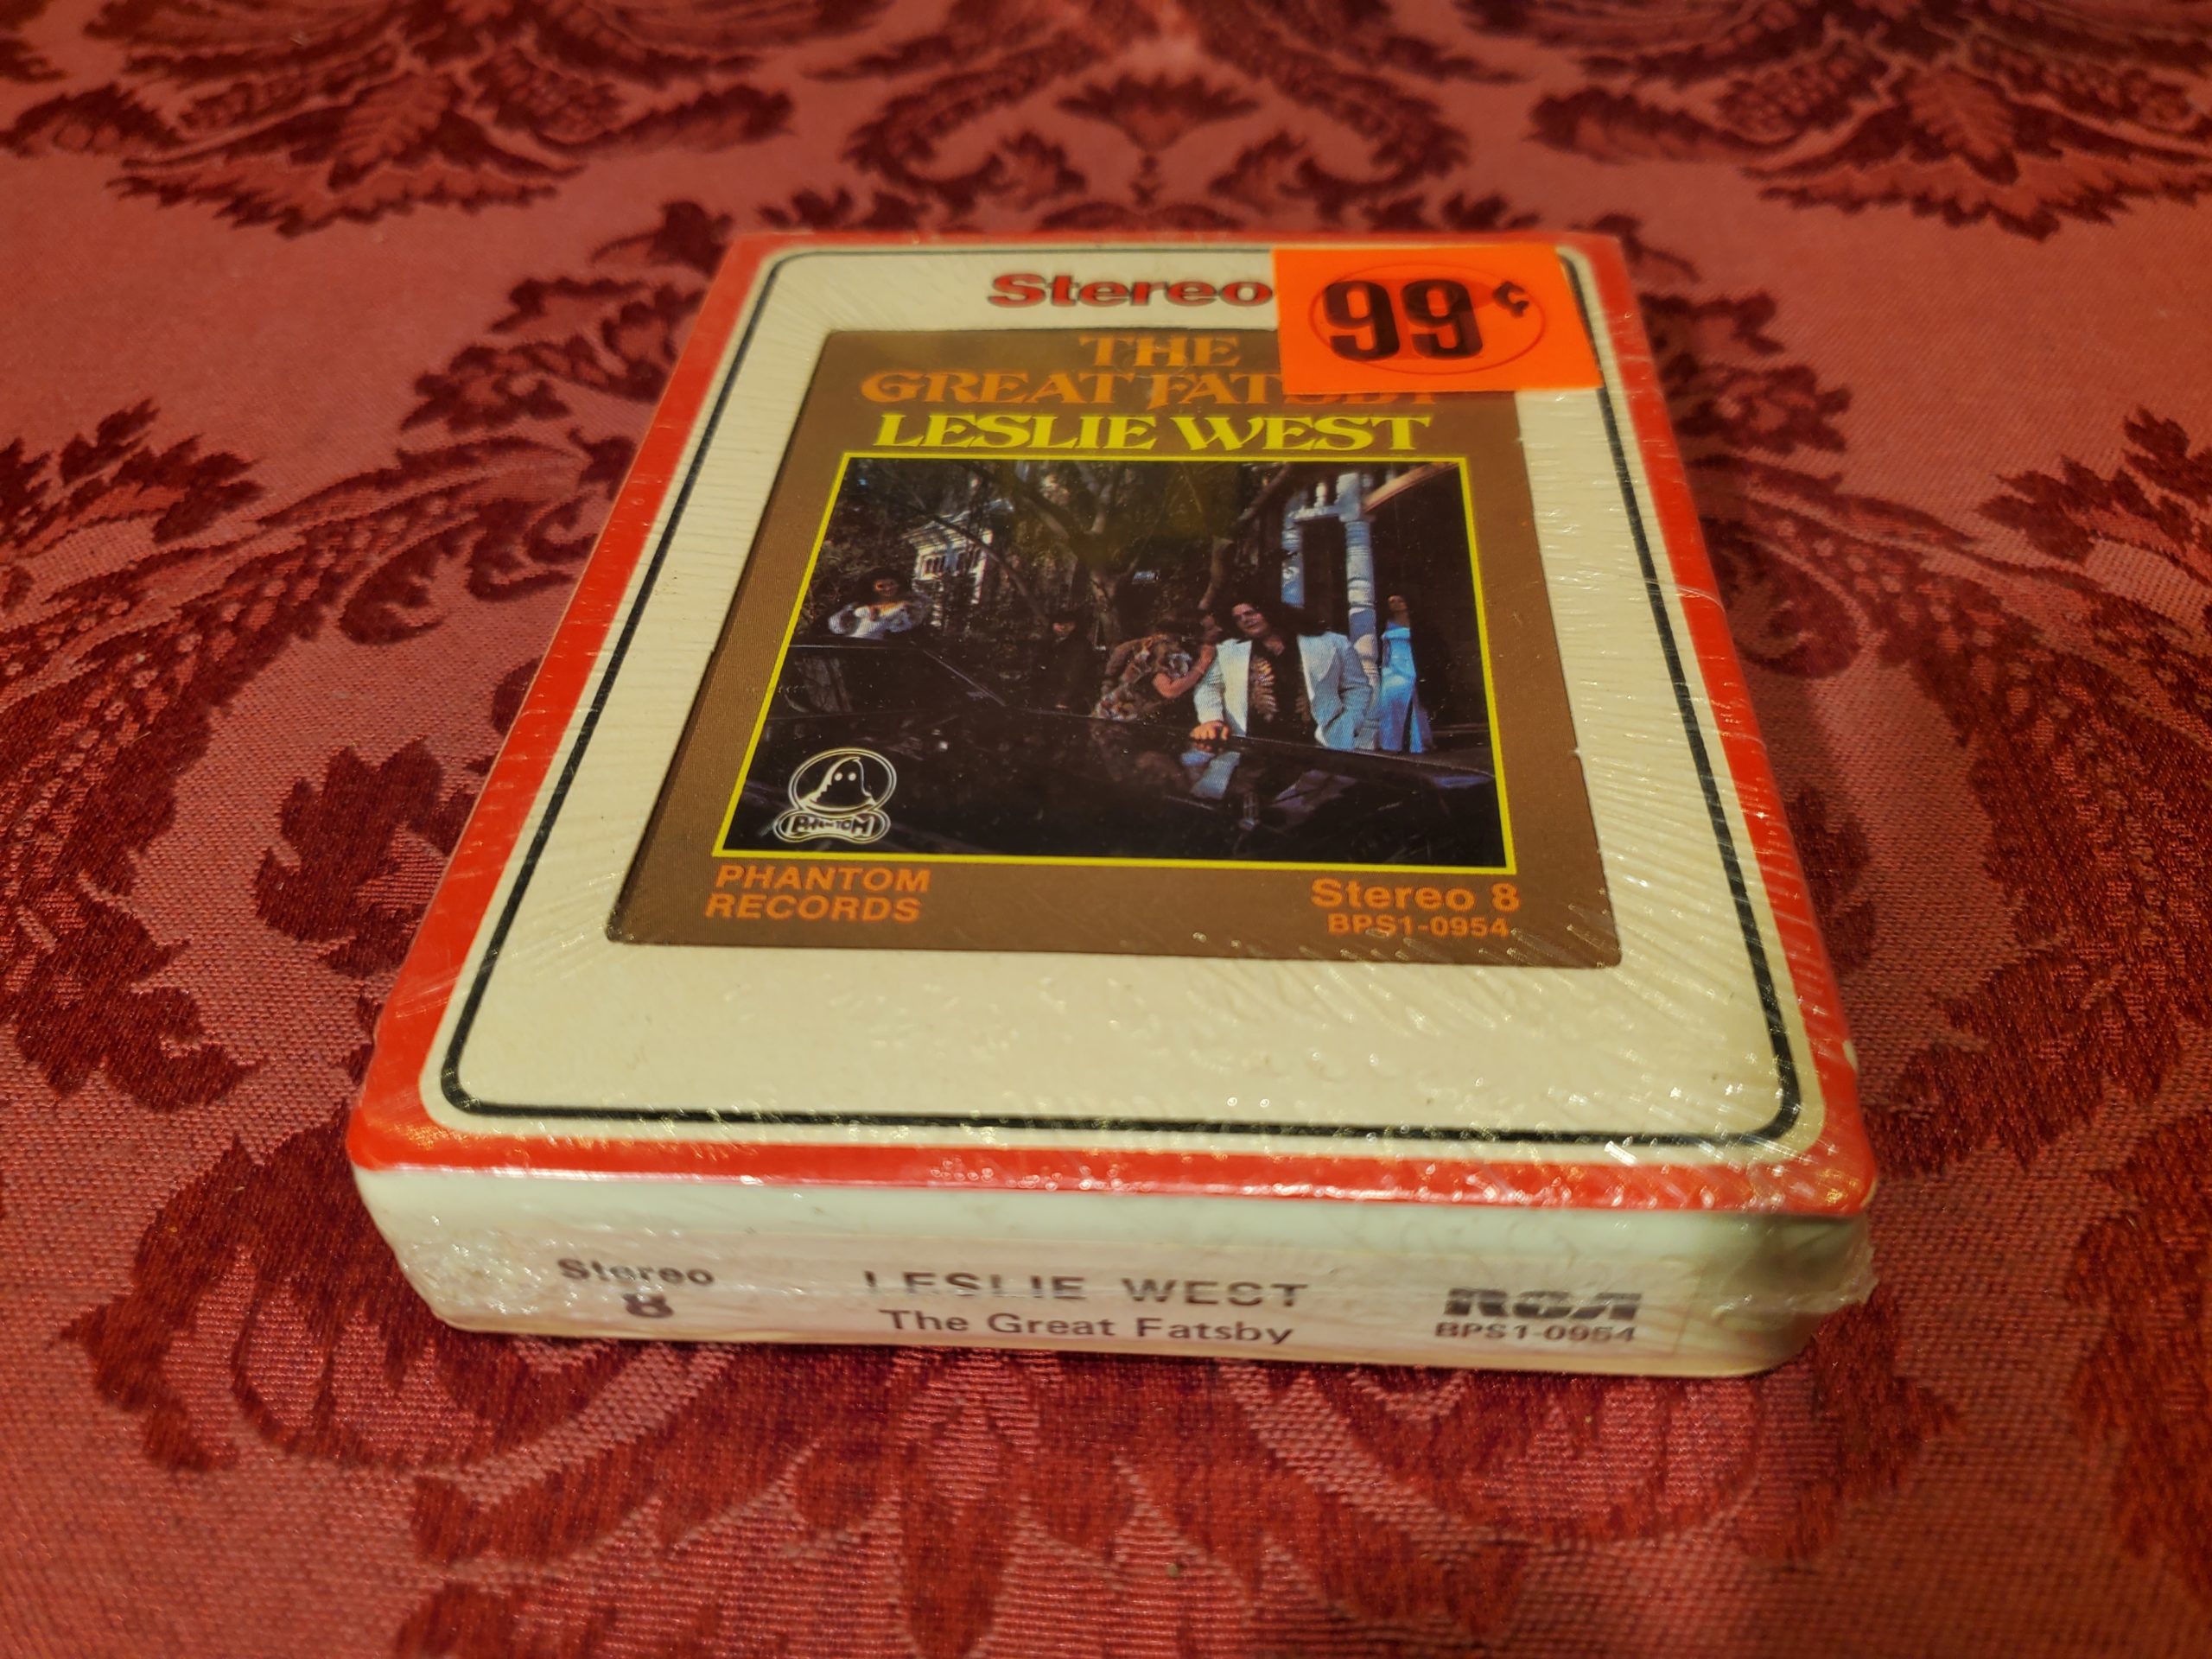 Stereo
99¢
THE
GREAT FATSBY
LESLIE WEST
PHANTOM
PHANTOM
RECORDS
Stereo 8
BPS1-0954
Stereo
8
LESLIE WEST
The Great Fatsby
RCA
BPS1-0954